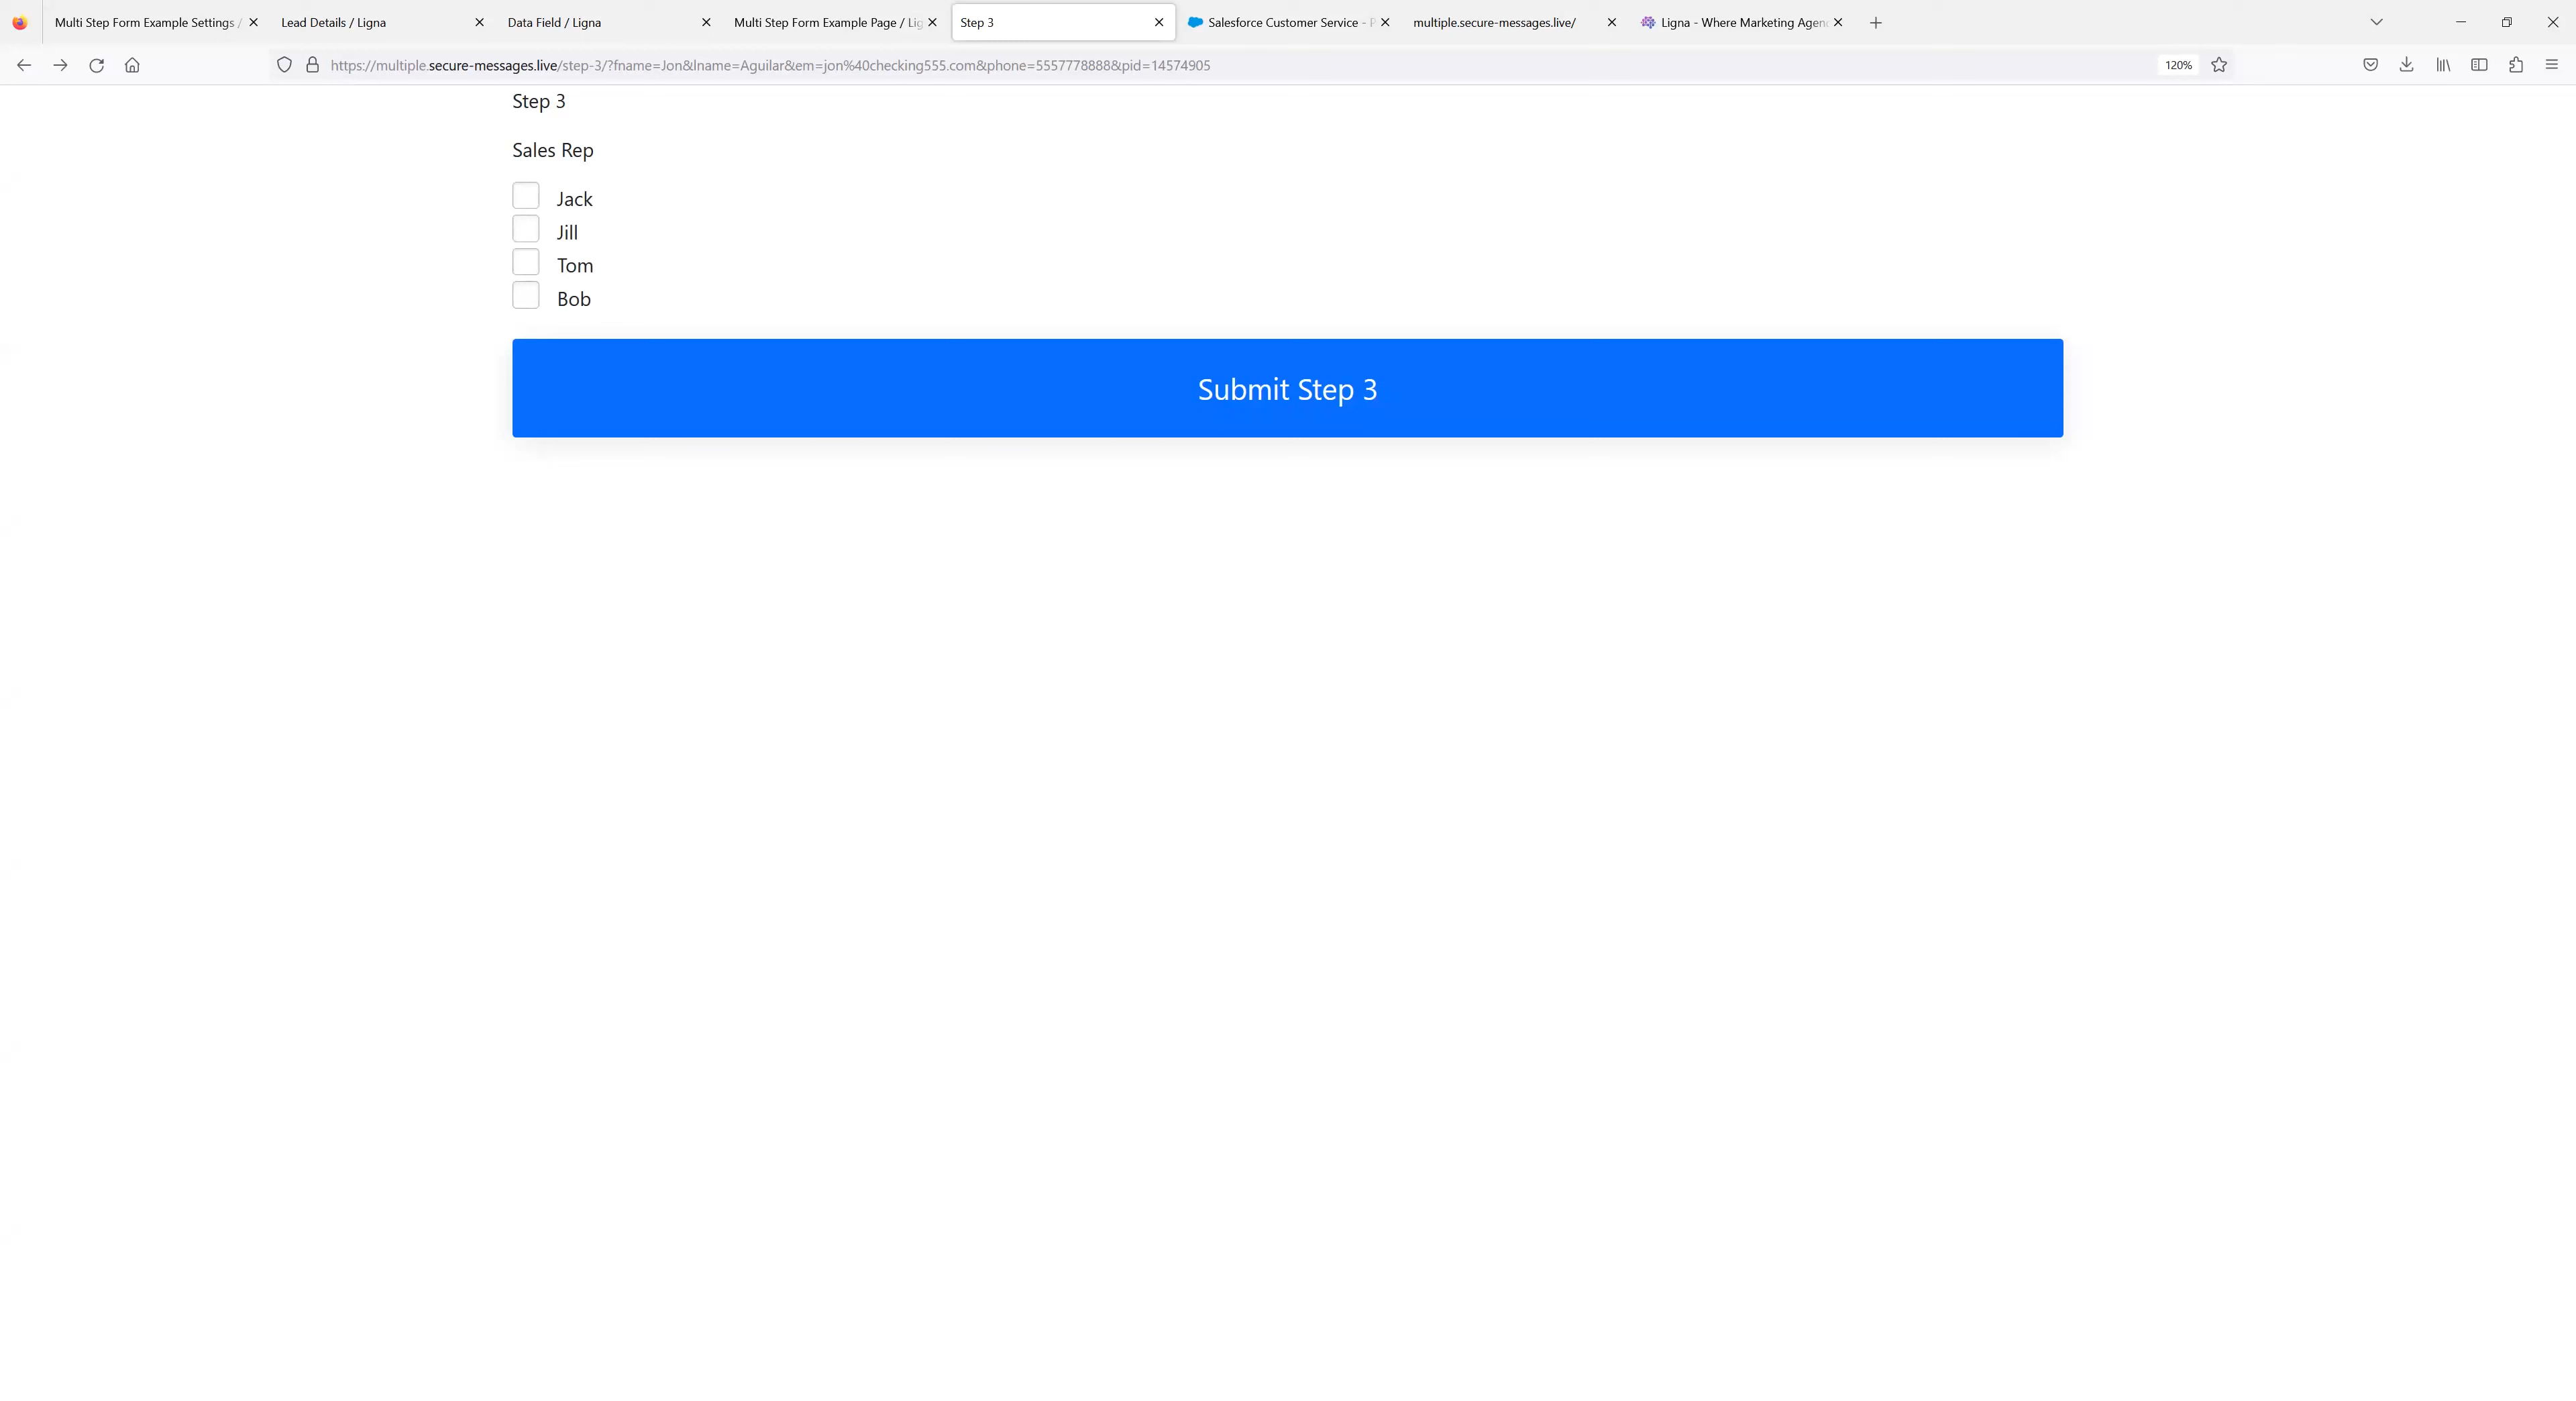 Multi Step Form Example Settings /
Lead Details / Ligna
Data Field / Ligna
Multi Step Form Example Page / Lig
Step 3
Salesforce Customer Service - P
multiple.secure-messages.live/
Ligna - Where Marketing Agenc
https://multiple.secure-messages.live/step-3/?fname=Jon&lname=Aguilar&em=jon%40checking555.com&phone=5557778888&pid=14574905
120%
Step 3
Sales Rep
Jack
Jill
Tom
Bob
Submit Step 3